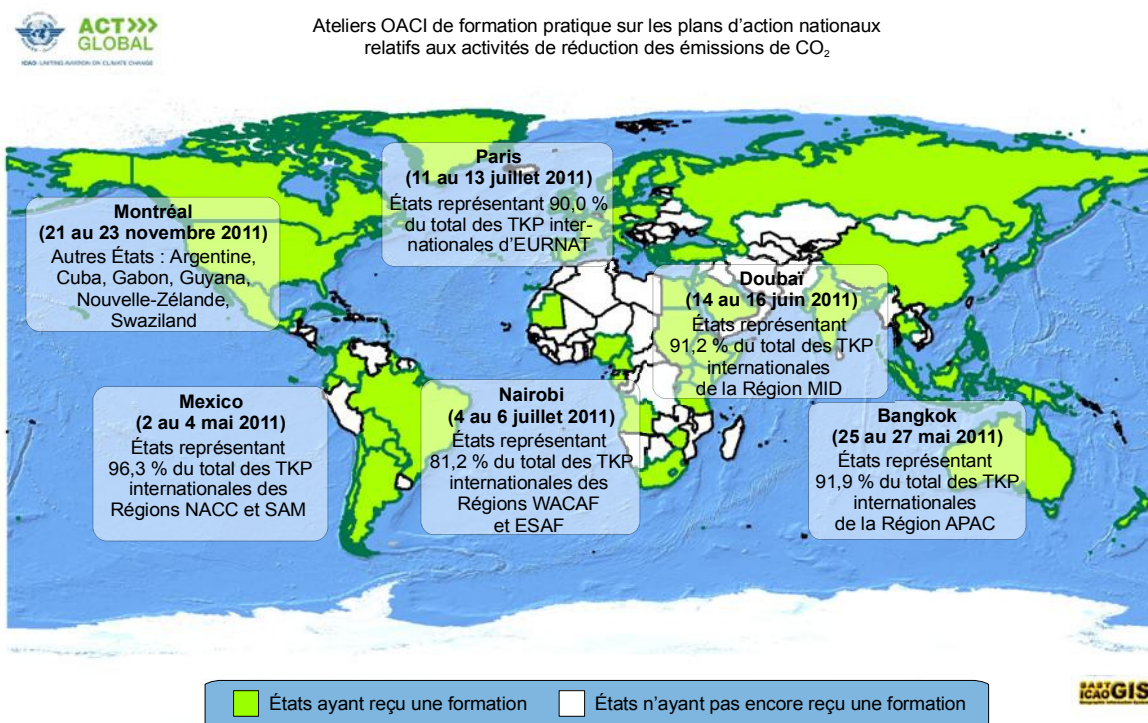 ACT>>>
GLOBAL
ICAO UNITING AVIATION ON CLIMATE CHANGE
Ateliers OACI de formation pratique sur les plans d'action nationaux
relatifs aux activités de réduction des émissions de CO₂
Paris
(11 au 13 juillet 2011)
États représentant 90,0 %
du total des TKP inter-
nationales d'EURNAT
Montréal
(21 au 23 novembre 2011)
Autres États : Argentine,
Cuba, Gabon, Guyana,
Nouvelle-Zélande,
Swaziland
Doubaï
(14 au 16 juin 2011)
États représentant
91,2 % du total des TKP
internationales
de la Région MID
Mexico
(2 au 4 mai 2011)
États représentant
96,3 % du total des TKP
internationales des
Régions NACC et SAM
Nairobi
(4 au 6 juillet 2011)
États représentant
81,2 % du total des TKP
internationales des
Régions WACAF
et ESAF
Bangkok
(25 au 27 mai 2011)
États représentant
91,9 % du total des TKP
internationales
de la Région APAC
États ayant reçu une formation
États n'ayant pas encore reçu une formation
ICAO GIS